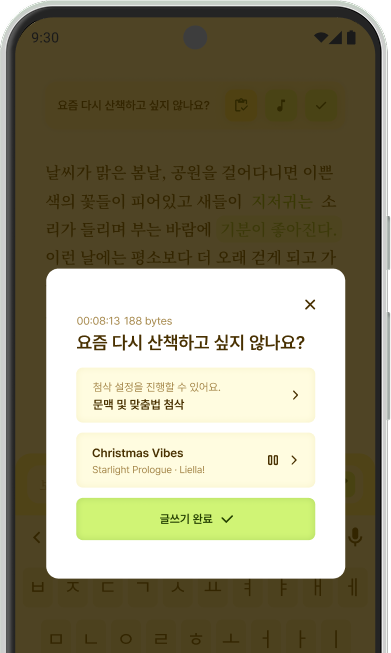 9:30
요즘 다시 산책하고 싶지 않나요?
날씨가 맑은 봄날, 공원을 걸어다니면 이쁜
색의 꽃들이 피어있고 새들이 지저귀는 소
리가 들리며 부는 바람에 기분이 좋아진다.
이런 날에는 평소보다 더 오래 걷게 되고 가
00:08:13 188 bytes
요즘 다시 산책하고 싶지 않나요?
첨삭 설정을 진행할 수 있어요.
문맥 및 맞춤법 첨삭
Christmas Vibes
Starlight Prologue · Liella!
글쓰기 완료
ㅂ ㅈ ㄷ ㄱ ㅅ ㅛ ㅕ ㅑ ㅐ ㅔ
ㅁ ㄴ ㅇ ㄹ ㅎ ㅗ ㅓ ㅏ ㅣ